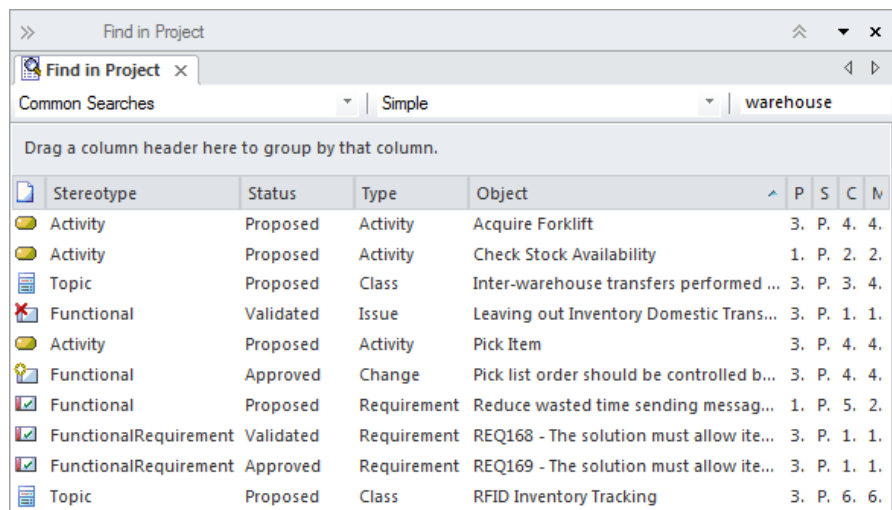 Find in Project
Find in Project
Common Searches Simple warehouse
Drag a column header here to group by that column.
Stereotype Status Type Object P S C M
Activity Proposed Activity Acquire Forklift 3. P. 4. 4.
Activity Proposed Activity Check Stock Availability 1. P. 2. 2.
Topic Proposed Class Inter-warehouse transfers performed ... 3. P. 3. 4.
Functional Validated Issue Leaving out Inventory Domestic Trans... 3. P. 1. 1.
Activity Proposed Activity Pick Item 3. P. 4. 4.
Functional Approved Change Pick list order should be controlled b... 3. P. 4. 4.
Functional Proposed Requirement Reduce wasted time sending messag... 1. P. 5. 2.
FunctionalRequirement Validated Requirement REQ168 - The solution must allow ite... 3. P. 1. 1.
FunctionalRequirement Approved Requirement REQ169 - The solution must allow ite... 3. P. 1. 1.
Topic Proposed Class RFID Inventory Tracking 3. P. 6. 6.